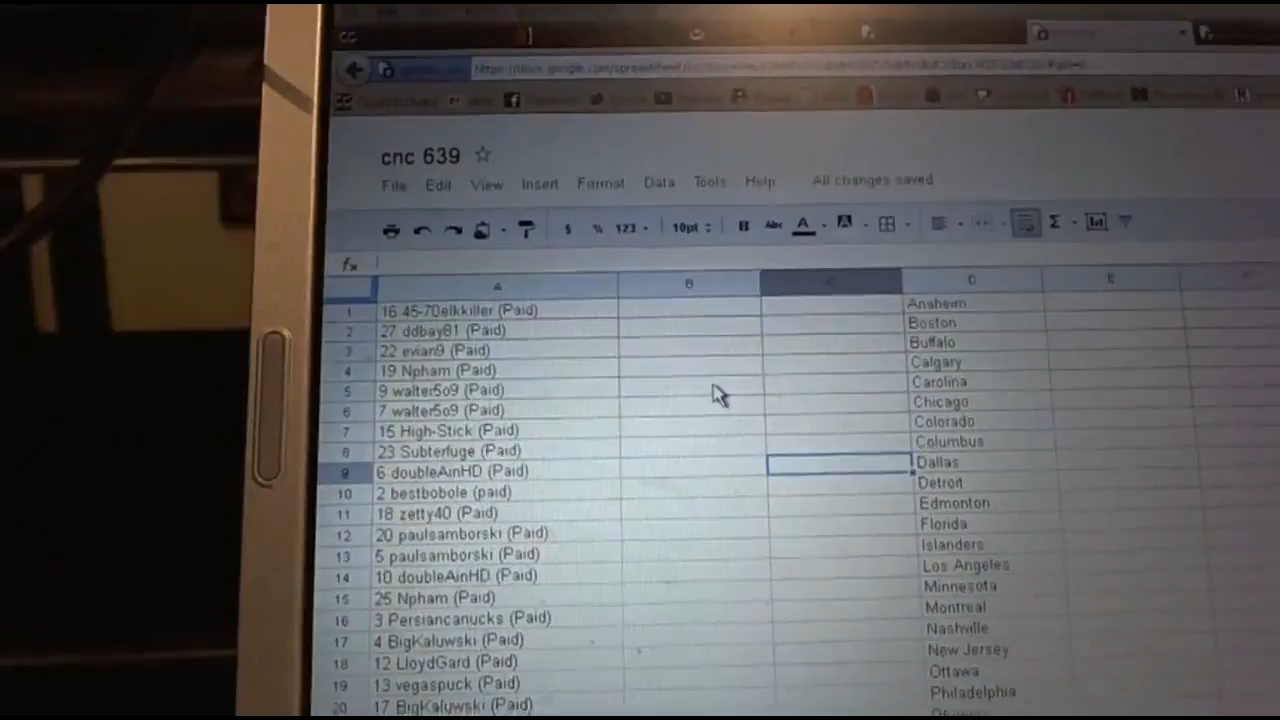 cnc 639
File Edit View Insert Format Data Tools Help All changes saved
$ % 123 10pt B Abc A A Σ
fx
A B C D E
1 16 45-70elkkiller (Paid) Anaheim
2 27 ddbay81 (Paid) Boston
3 22 evian9 (Paid) Buffalo
4 19 Npham (Paid) Calgary
5 9 walter5o9 (Paid) Carolina
6 7 walter5o9 (Paid) Chicago
7 15 High-Stick (Paid) Colorado
8 23 Subterfuge (Paid) Columbus
9 6 doubleAinHD (Paid) Dallas
10 2 bestbobole (paid) Detroit
11 18 zetty40 (Paid) Edmonton
12 20 paulsamborski (Paid) Florida
13 5 paulsamborski (Paid) Islanders
14 10 doubleAinHD (Paid) Los Angeles
15 25 Npham (Paid) Minnesota
16 3 Persiancanucks (Paid) Montreal
17 4 BigKaluwski (Paid) Nashville
18 12 LloydGard (Paid) New Jersey
19 13 vegaspuck (Paid) Ottawa
20 17 BigKaluwski (Paid) Philadelphia